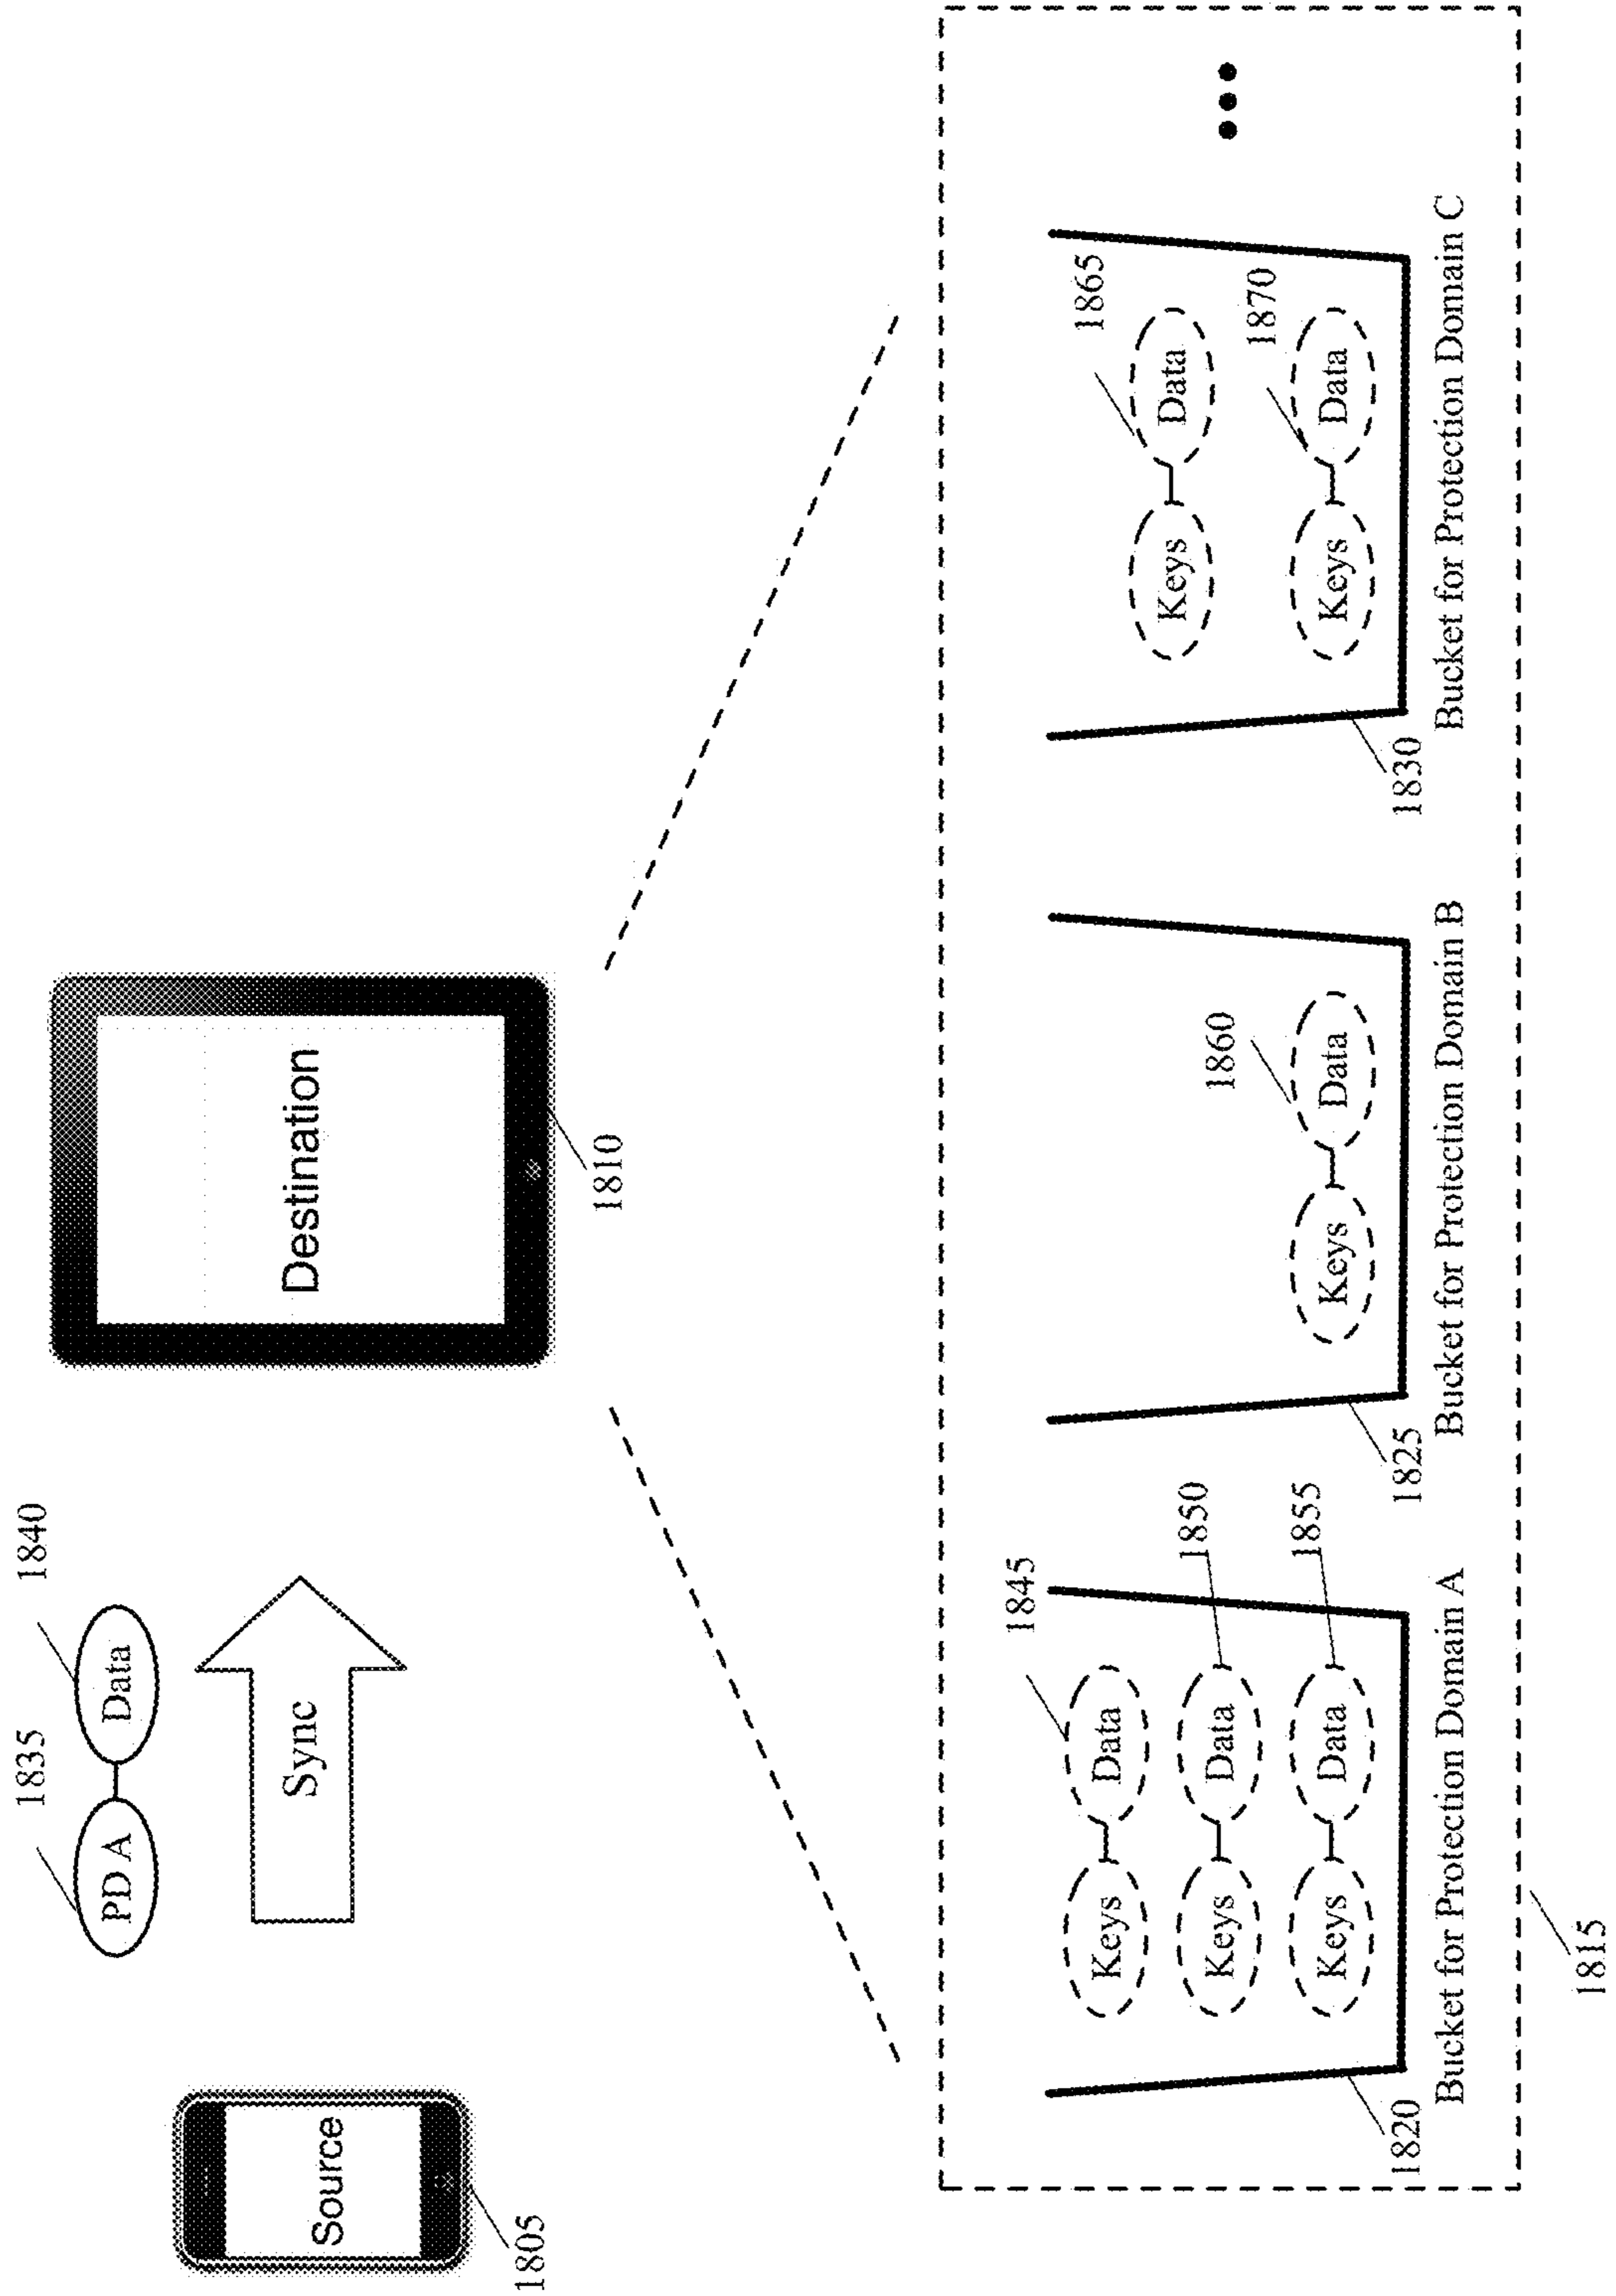 1835
1840
PD A
Data
Source
Sync
Destination
1805
1810
1845
Keys
Data
1850
Keys
Data
1855
Keys
Data
1820
Bucket for Protection Domain A
1860
Keys
Data
1825
Bucket for Protection Domain B
1865
Keys
Data
1870
Keys
Data
1830
Bucket for Protection Domain C
1815